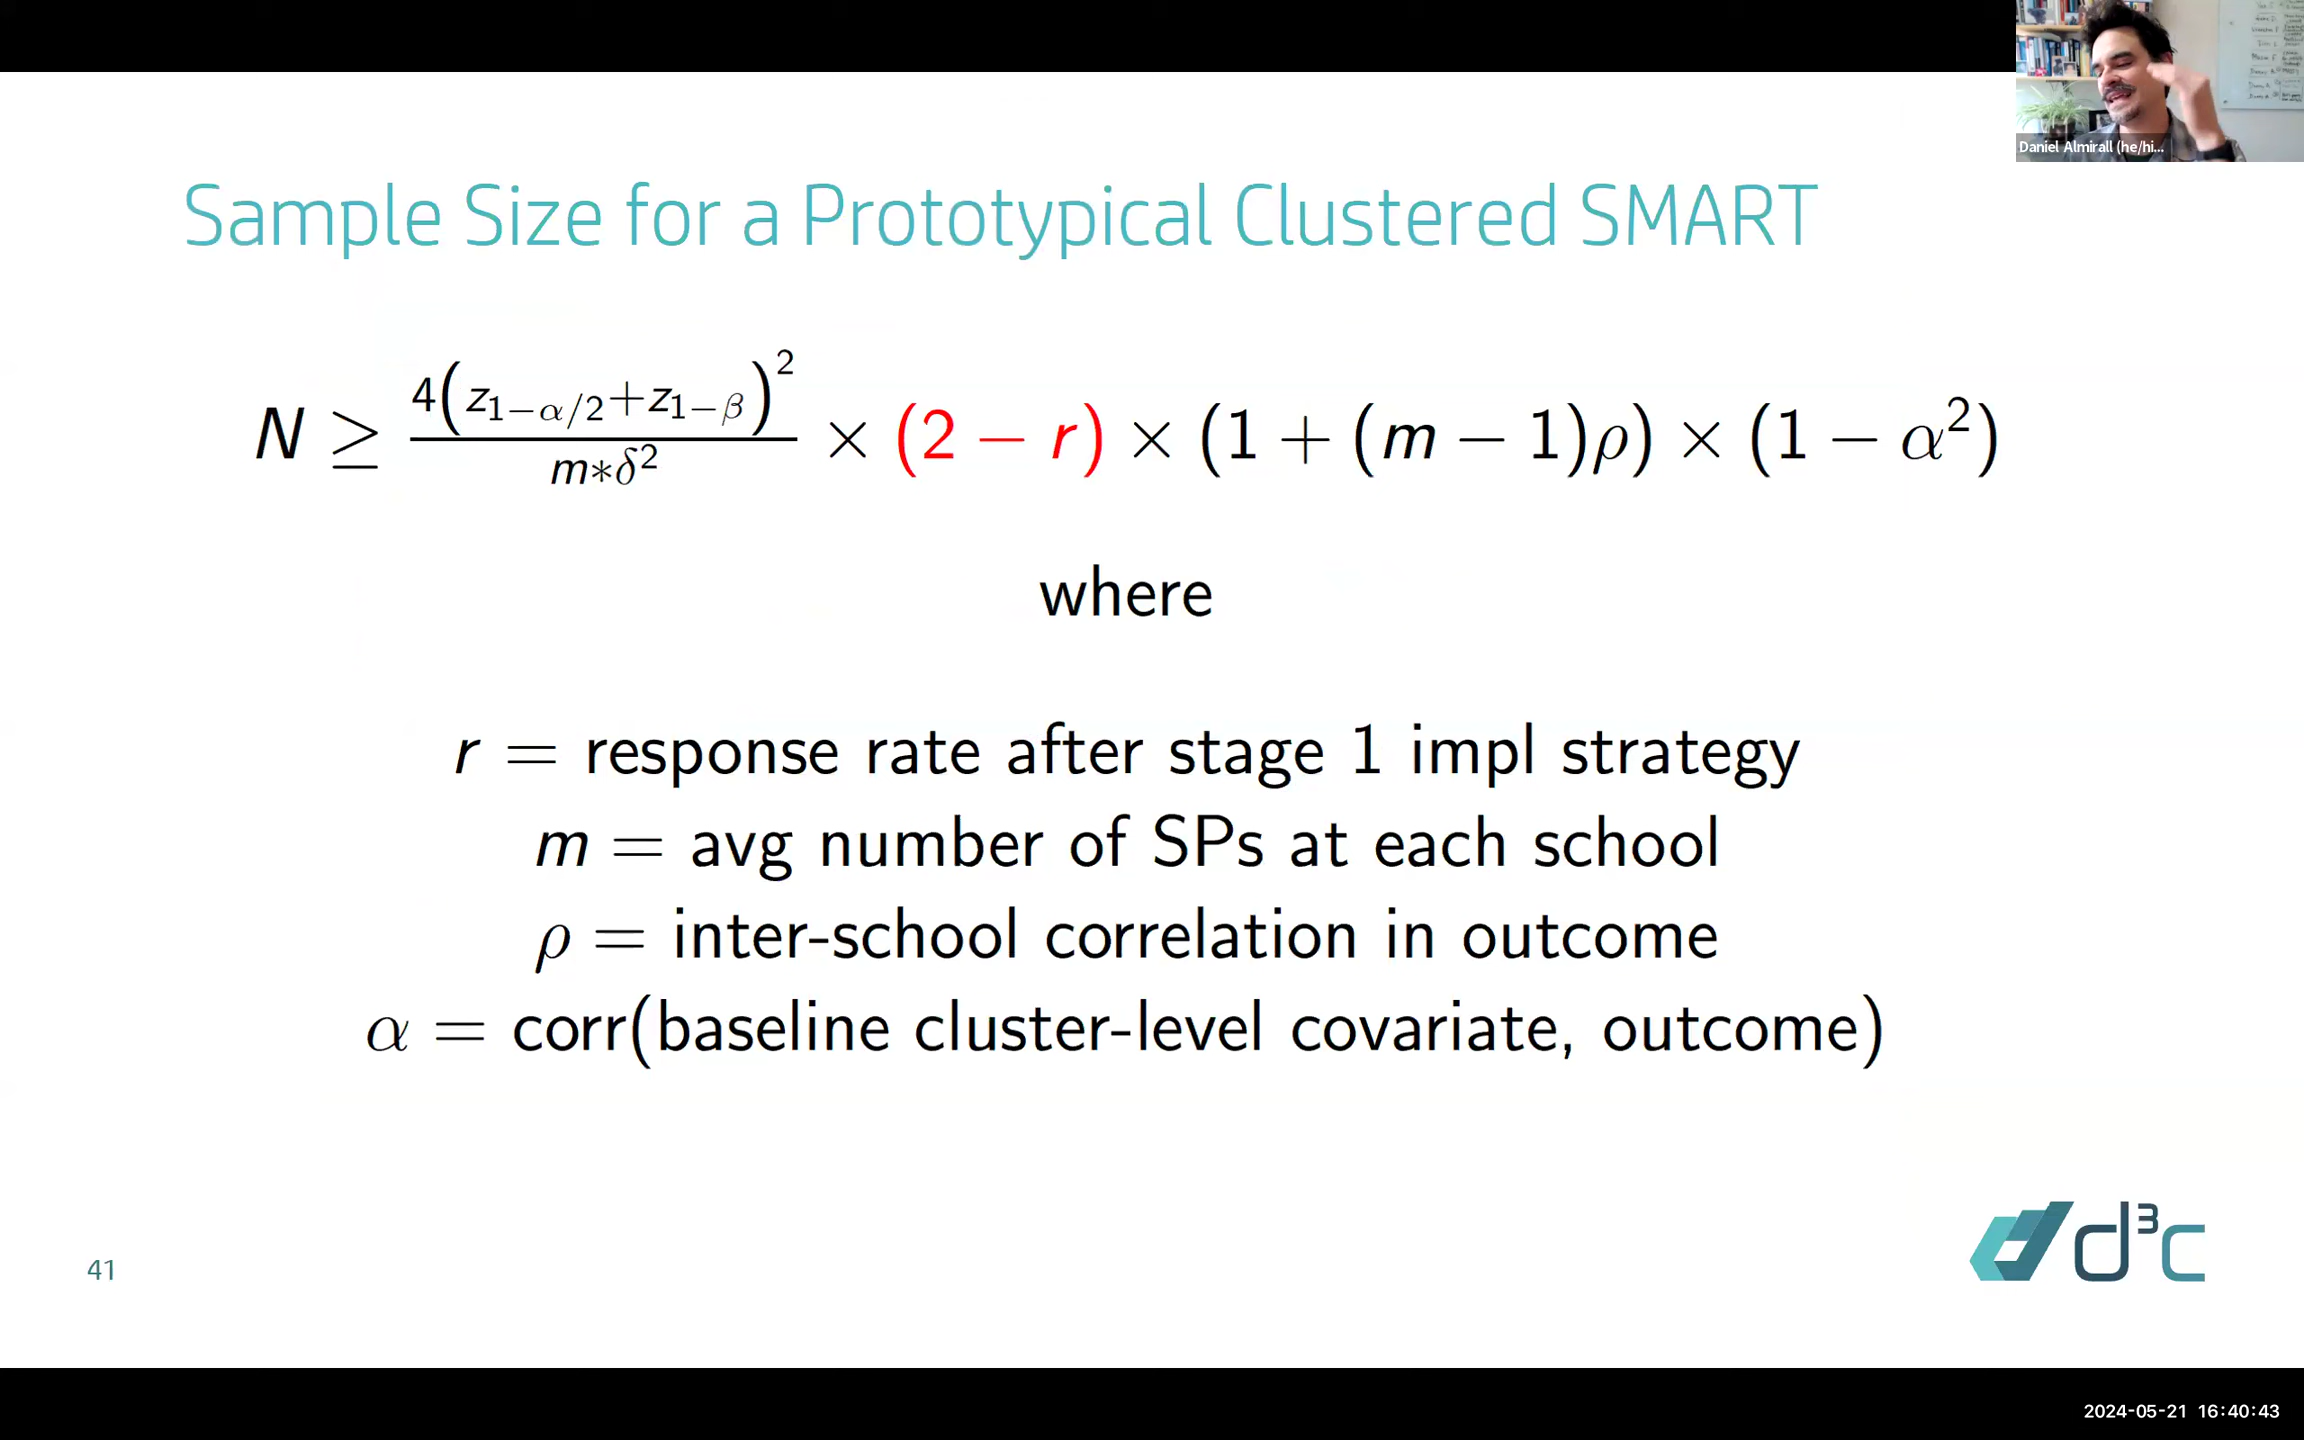 Daniel Almirall (he/hi...
Sample Size for a Prototypical Clustered SMART
N ≥ 4(z₁₋α/₂+z₁₋β)² / m∗δ² × (2 − r) × (1 + (m − 1)ρ) × (1 − α²)
where
r = response rate after stage 1 impl strategy
m = avg number of SPs at each school
ρ = inter-school correlation in outcome
α = corr(baseline cluster-level covariate, outcome)
41
d³c
2024-05-21 16:40:43